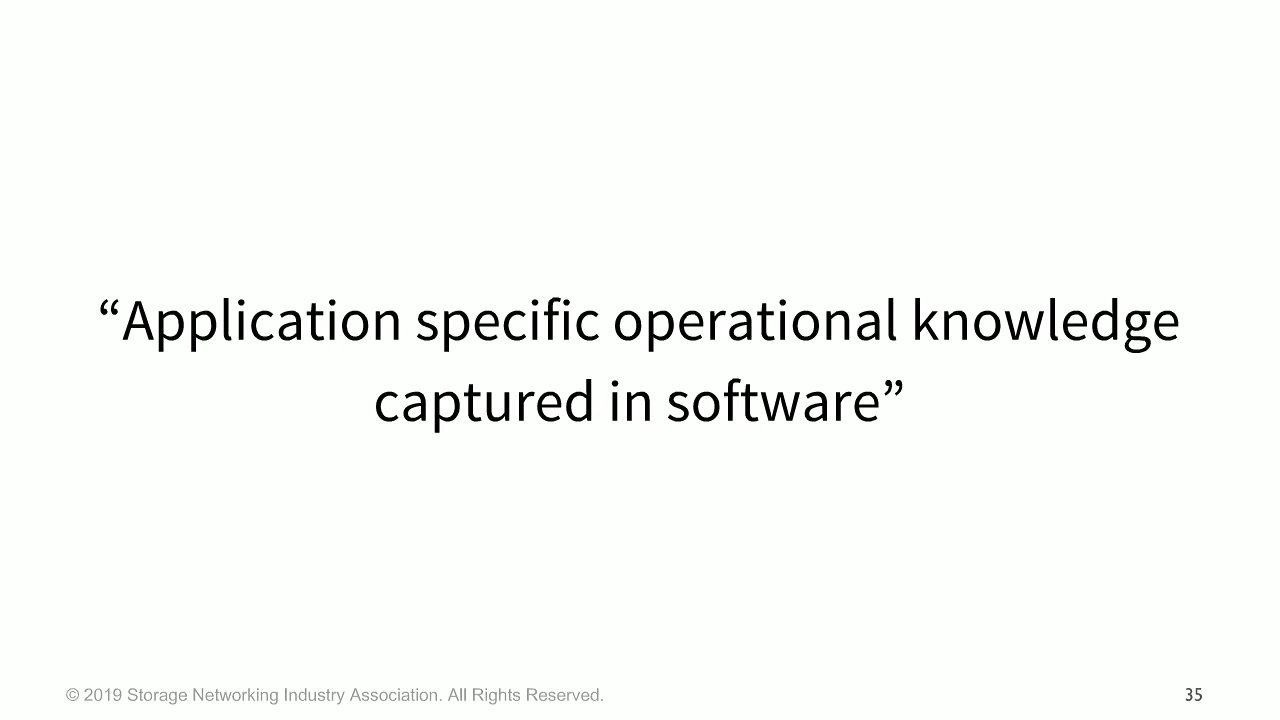 “Application specific operational knowledge
captured in software”
© 2019 Storage Networking Industry Association. All Rights Reserved.
35